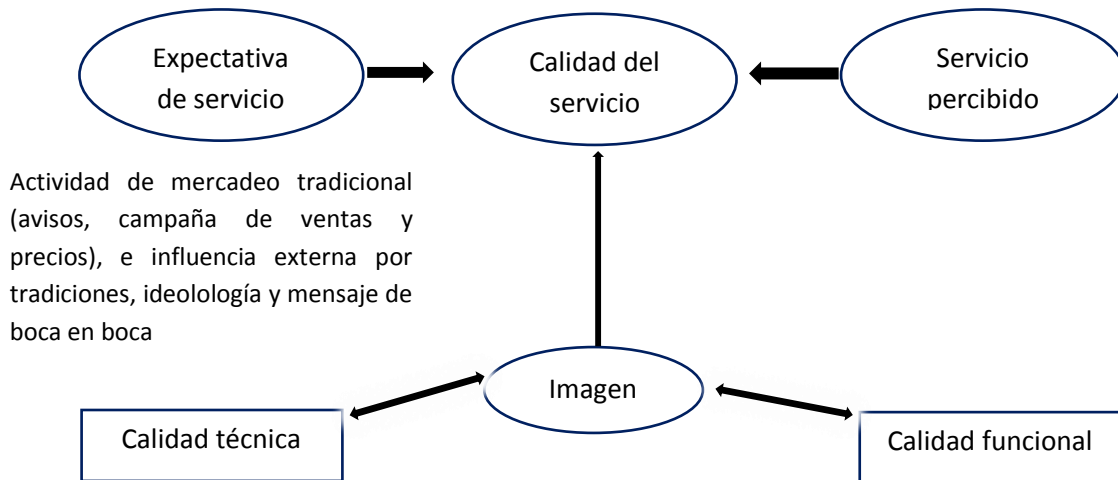 Expectativa
de servicio
Calidad del
servicio
Servicio
percibido
Actividad de mercadeo tradicional
(avisos, campaña de ventas y
precios), e influencia externa por
tradiciones, ideolología y mensaje de
boca en boca
Imagen
Calidad técnica
Calidad funcional